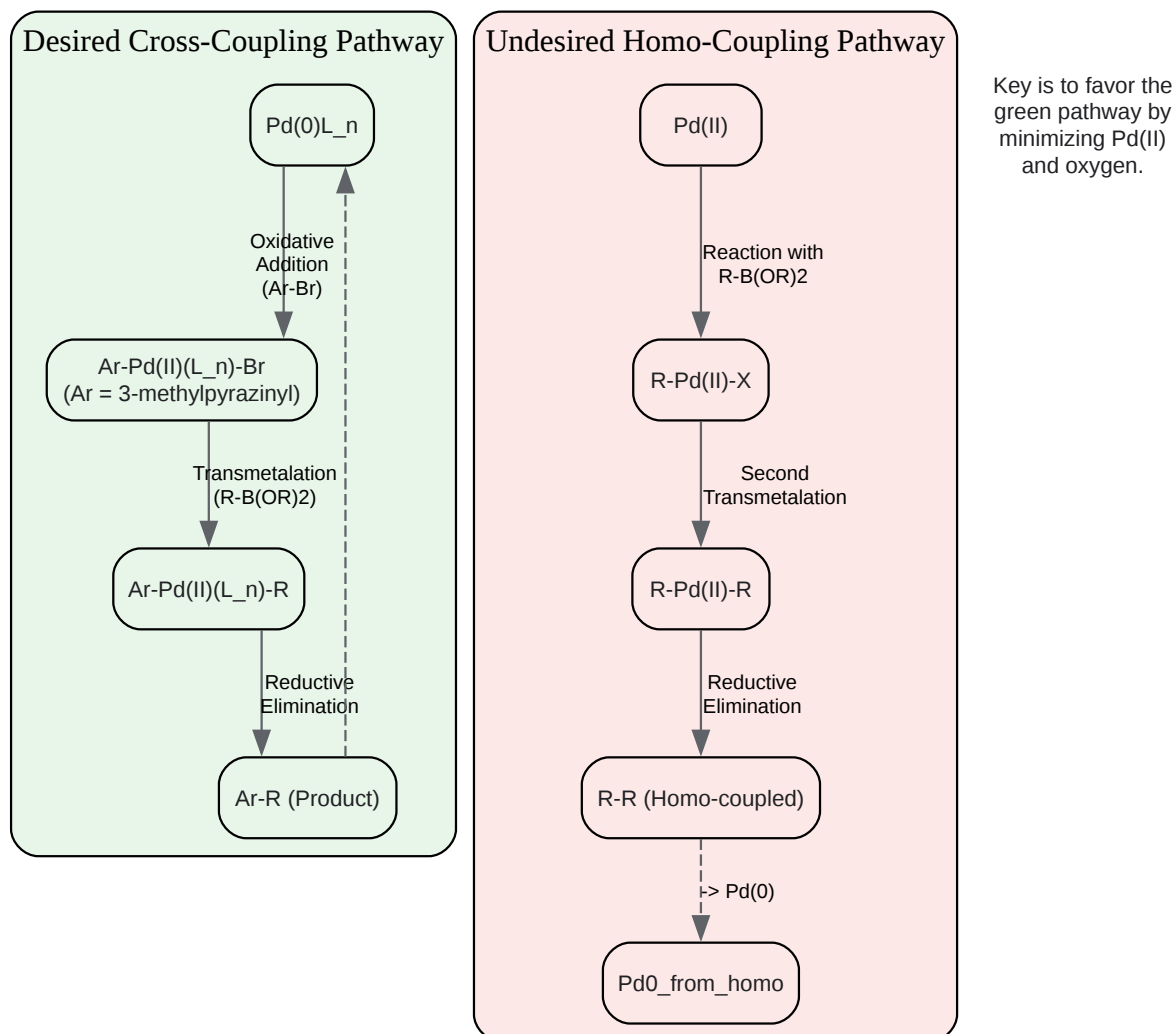 Desired Cross-Coupling Pathway
Pd(0)L_n
Oxidative
Addition
(Ar-Br)
Ar-Pd(II)(L_n)-Br
(Ar = 3-methylpyrazinyl)
Transmetalation
(R-B(OR)2)
Ar-Pd(II)(L_n)-R
Reductive
Elimination
Ar-R (Product)
Undesired Homo-Coupling Pathway
Pd(II)
Reaction with
R-B(OR)2
R-Pd(II)-X
Second
Transmetalation
R-Pd(II)-R
Reductive
Elimination
R-R (Homo-coupled)
-> Pd(0)
Pd0_from_homo
Key is to favor the
green pathway by
minimizing Pd(II)
and oxygen.